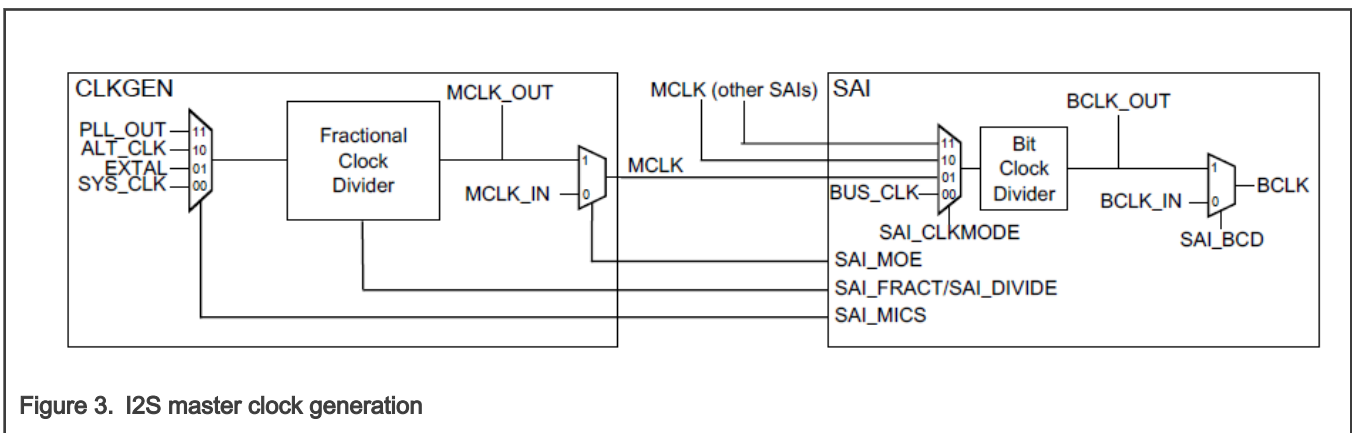 CLKGEN
PLL_OUT
ALT_CLK
EXTAL
SYS_CLK
11
10
01
00
Fractional
Clock
Divider
MCLK_OUT
MCLK_IN
1
0
MCLK
MCLK (other SAIs)
SAI
BUS_CLK
11
10
01
00
SAI_CLKMODE
Bit
Clock
Divider
BCLK_OUT
BCLK_IN
1
0
BCLK
SAI_BCD
SAI_MOE
SAI_FRACT/SAI_DIVIDE
SAI_MICS
Figure 3. I2S master clock generation